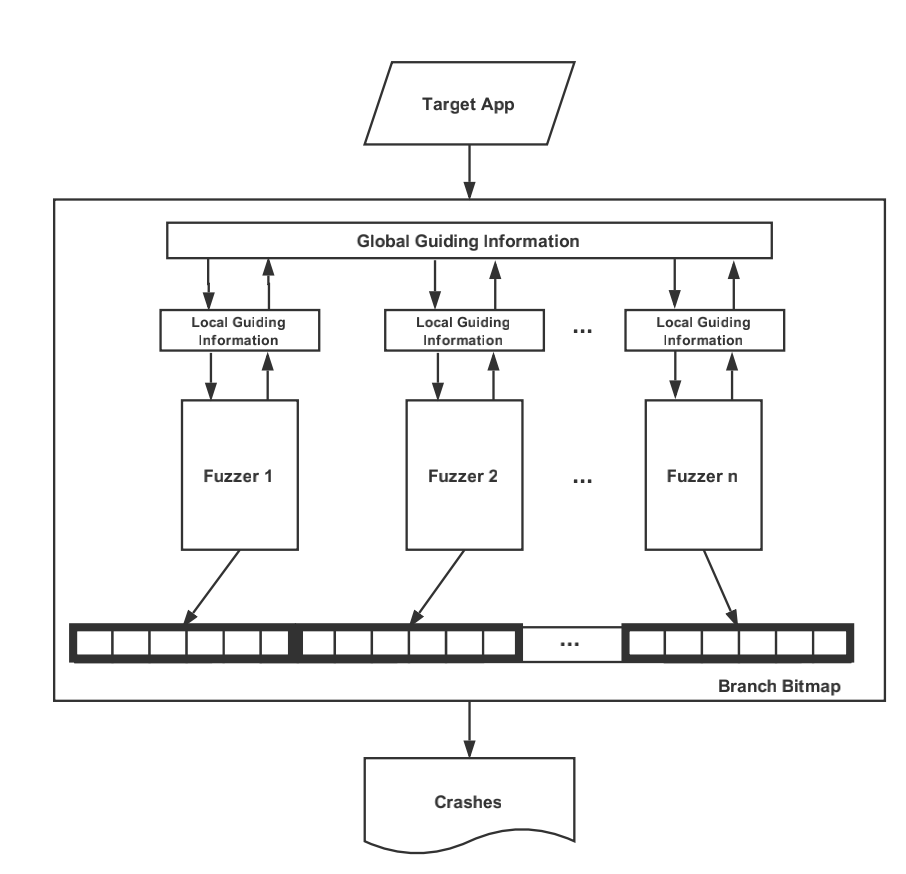 Target App
Global Guiding Information
Local Guiding
Information
Local Guiding
Information
...
Local Guiding
Information
Fuzzer 1
Fuzzer 2
...
Fuzzer n
...
Branch Bitmap
Crashes